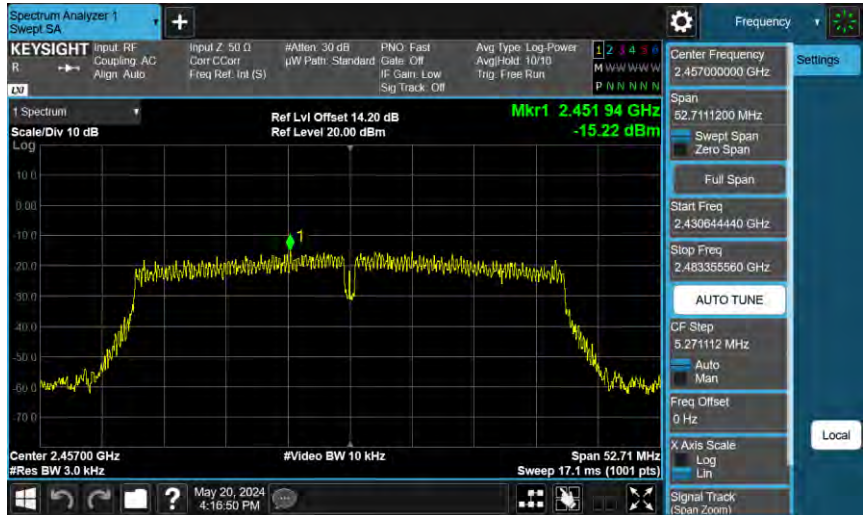 Spectrum Analyzer 1
Swept SA
+
Frequency
KEYSIGHT
R
LXI
Input: RF
Coupling: AC
Align: Auto
Input Z: 50 Ω
Corr CCorr
Freq Ref: Int (S)
#Atten: 30 dB
µW Path: Standard
PNO: Fast
Gate: Off
IF Gain: Low
Sig Track: Off
Avg Type: Log-Power
Avg|Hold: 10/10
Trig: Free Run
1 2 3 4 5 6
M W W W W W
P N N N N N
1 Spectrum
Scale/Div 10 dB
Ref Lvl Offset 14.20 dB
Ref Level 20.00 dBm
Mkr1 2.451 94 GHz
-15.22 dBm
Log
10.0
0.00
-10.0
-20.0
-30.0
-40.0
-50.0
-60.0
-70.0
1
Center 2.45700 GHz
#Res BW 3.0 kHz
#Video BW 10 kHz
Span 52.71 MHz
Sweep 17.1 ms (1001 pts)
?
May 20, 2024
4:16:50 PM
Center Frequency
2.457000000 GHz
Span
52.7111200 MHz
Swept Span
Zero Span
Full Span
Start Freq
2.430644440 GHz
Stop Freq
2.483355560 GHz
AUTO TUNE
CF Step
5.271112 MHz
Auto
Man
Freq Offset
0 Hz
X Axis Scale
Log
Lin
Signal Track
(Span Zoom)
Settings
Local